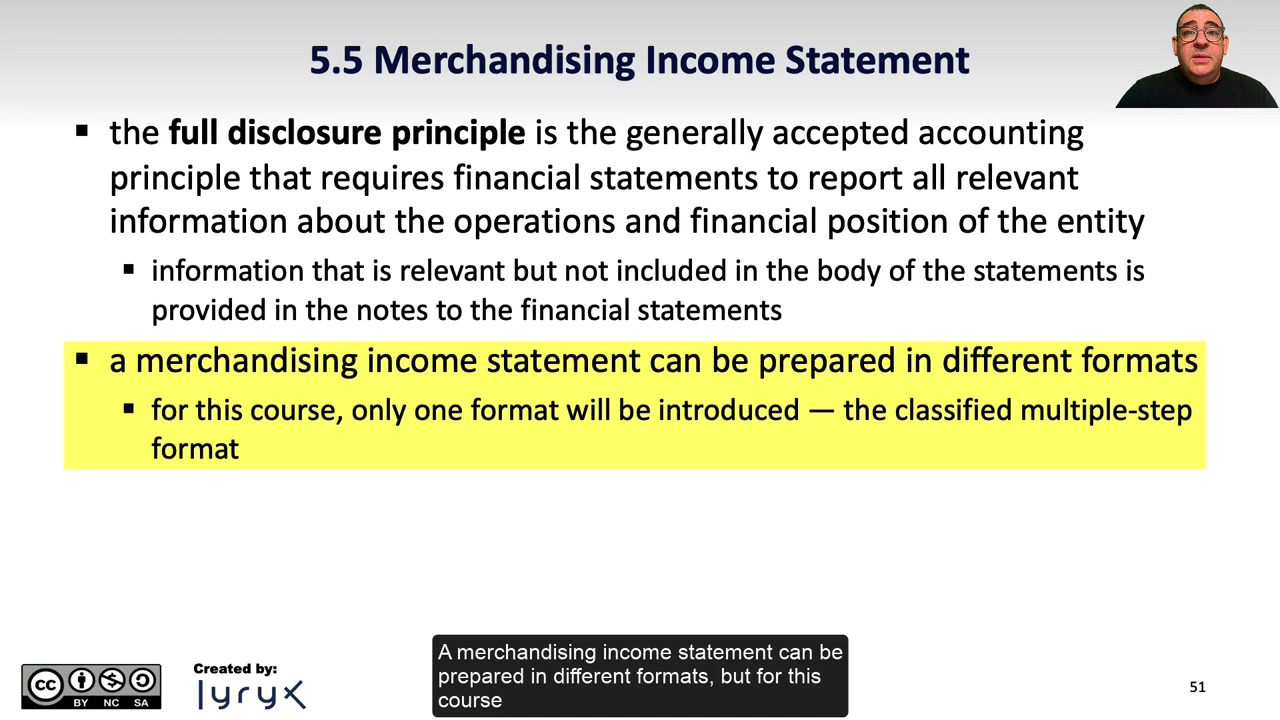 5.5 Merchandising Income Statement
▪ the full disclosure principle is the generally accepted accounting
principle that requires financial statements to report all relevant
information about the operations and financial position of the entity
▪ information that is relevant but not included in the body of the statements is
provided in the notes to the financial statements
▪ a merchandising income statement can be prepared in different formats
▪ for this course, only one format will be introduced — the classified multiple-step
format
A merchandising income statement can be
prepared in different formats, but for this
course
cc BY NC SA
Created by:
lyryx
51